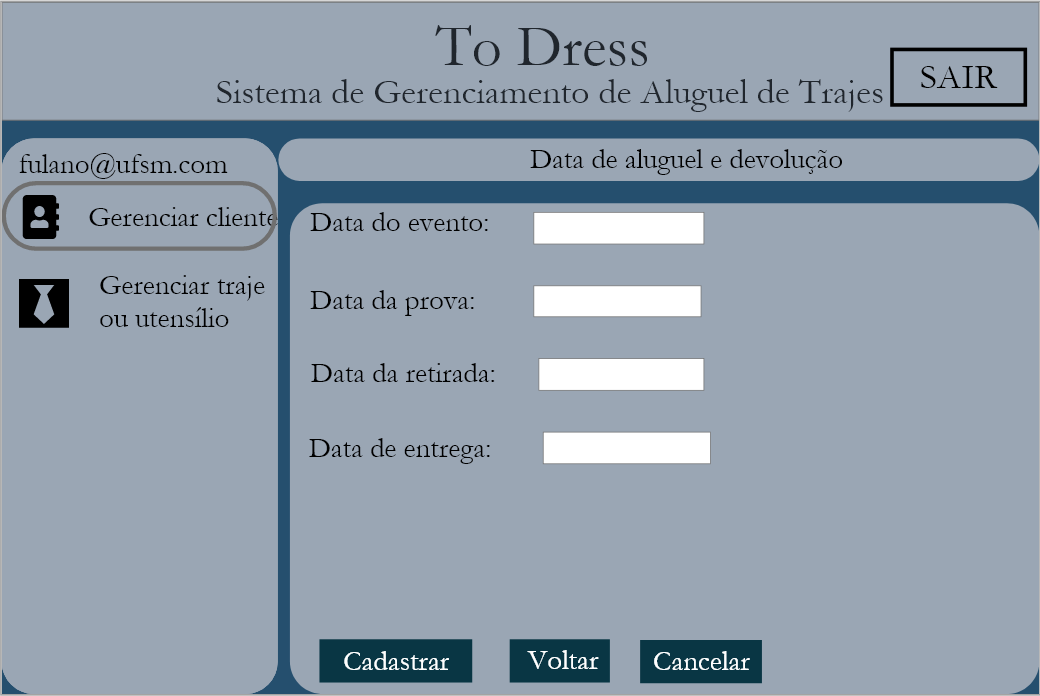 To Dress
Sistema de Gerenciamento de Aluguel de Trajes
SAIR
fulano@ufsm.com
Gerenciar cliente
Gerenciar traje
ou utensílio
Data de aluguel e devolução
Data do evento:
Data da prova:
Data da retirada:
Data de entrega:
Cadastrar
Voltar
Cancelar